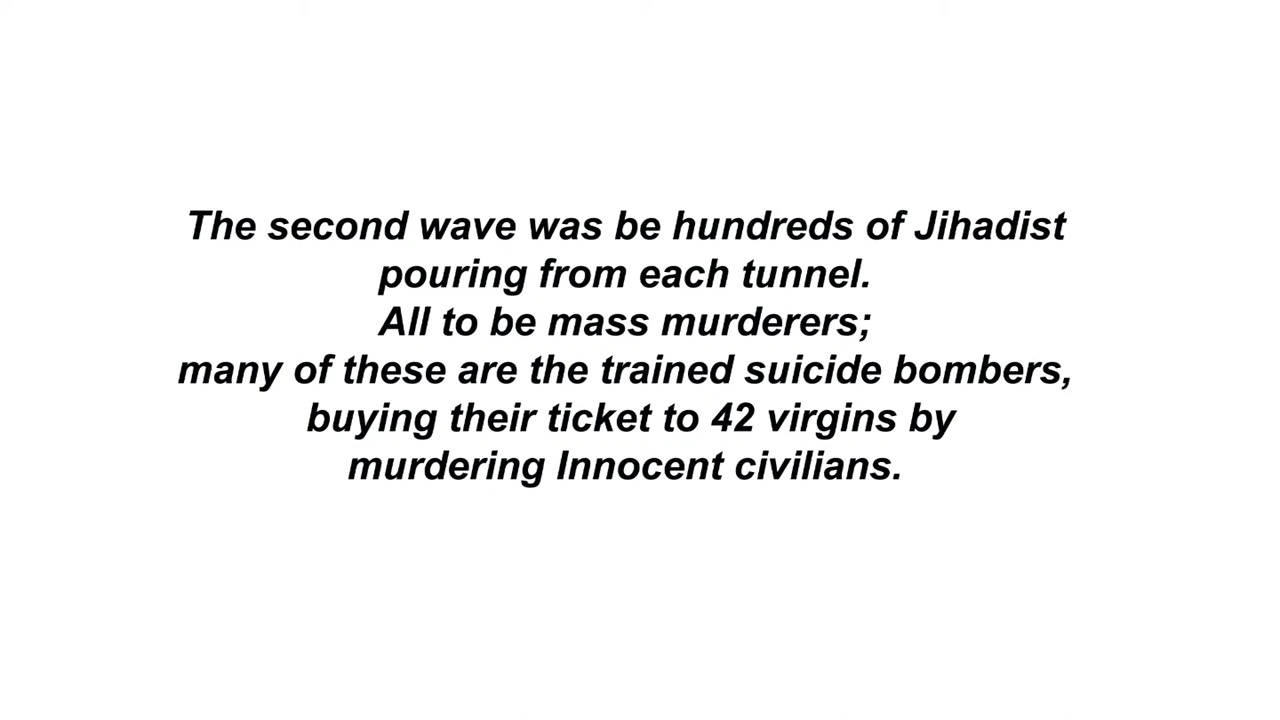 The second wave was be hundreds of Jihadist
pouring from each tunnel.
All to be mass murderers;
many of these are the trained suicide bombers,
buying their ticket to 42 virgins by
murdering Innocent civilians.